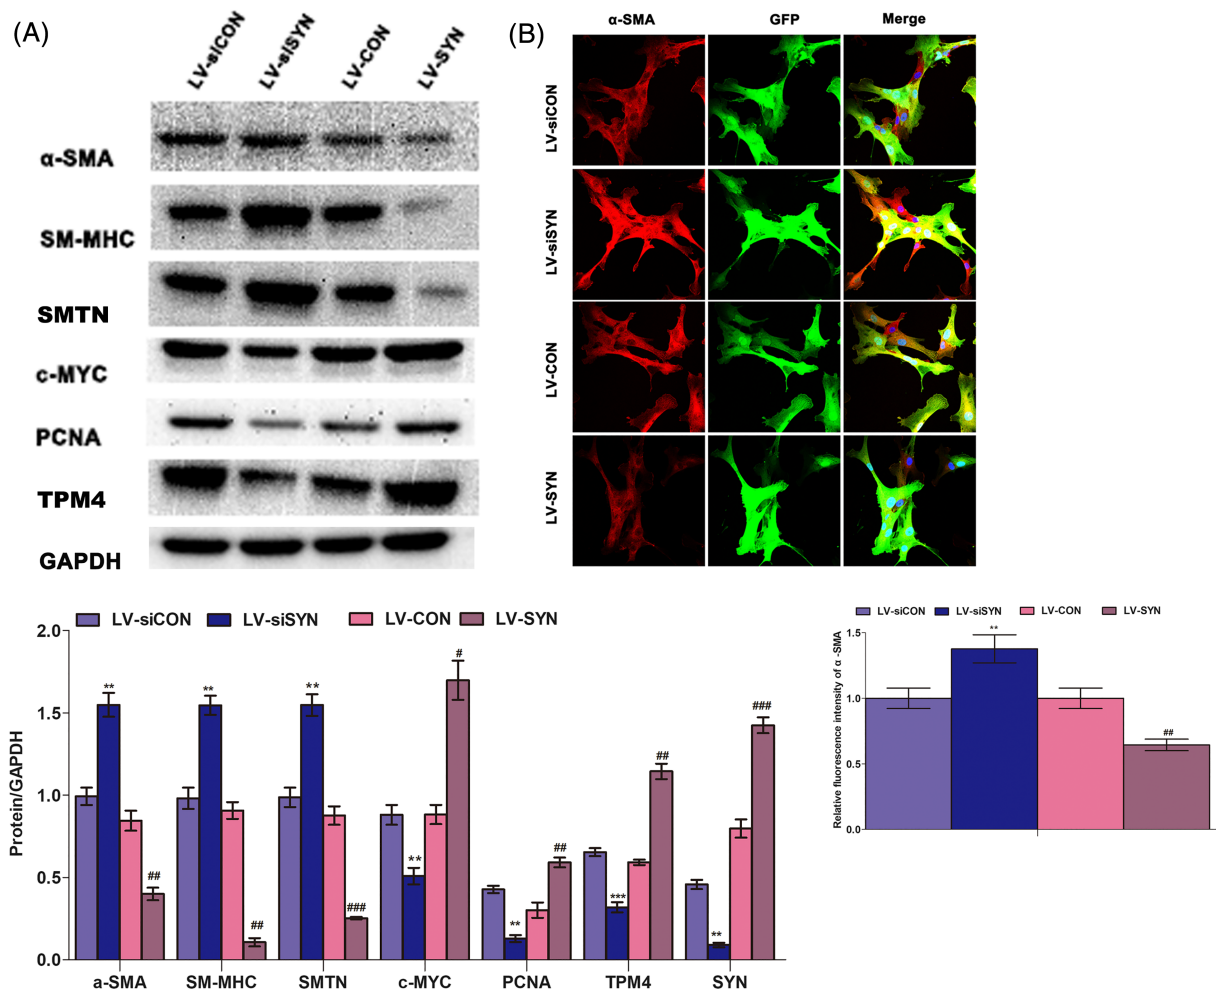 (A)
LV-siCON LV-siSYN LV-CON LV-SYN
α-SMA
SM-MHC
SMTN
c-MYC
PCNA
TPM4
GAPDH
(B)
α-SMA GFP Merge
LV-siCON
LV-siSYN
LV-CON
LV-SYN
LV-siCON LV-siSYN LV-CON LV-SYN
Protein/GAPDH
2.0
1.5
1.0
0.5
0.0
** ## ** ## ** ### ** # ** ## *** ## ** ###
a-SMA SM-MHC SMTN c-MYC PCNA TPM4 SYN
LV-siCON LV-siSYN LV-CON LV-SYN
Relative fluorescence intensity of α -SMA
1.5
1.0
0.5
0.0
** ##